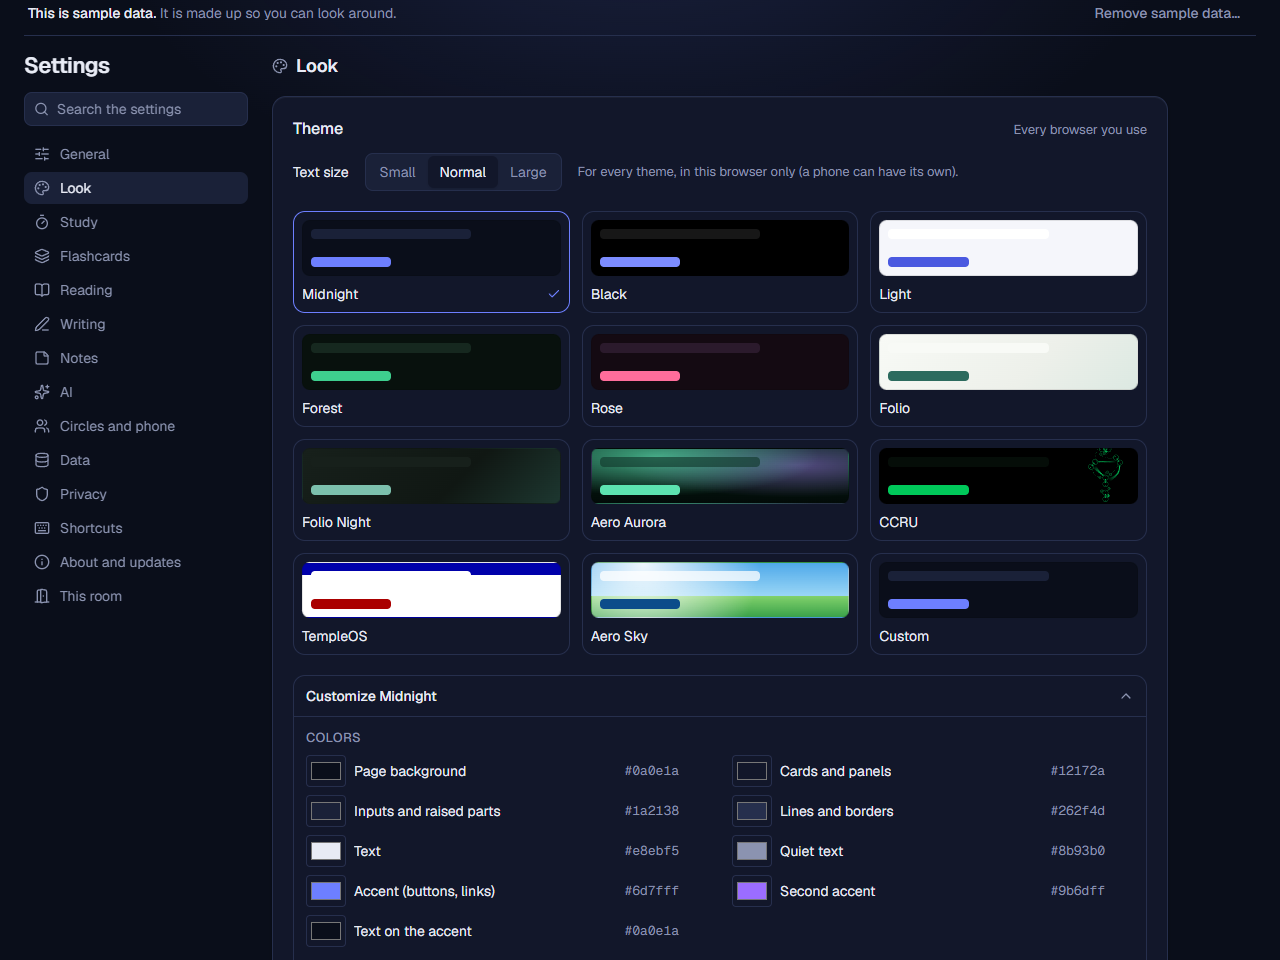 This is sample data. It is made up so you can look around.
Remove sample data...
Settings
Search the settings
General
Look
Study
Flashcards
Reading
Writing
Notes
AI
Circles and phone
Data
Privacy
Shortcuts
About and updates
This room
Look
Theme
Every browser you use
Text size
Small
Normal
Large
For every theme, in this browser only (a phone can have its own).
Midnight
Black
Light
Forest
Rose
Folio
Folio Night
Aero Aurora
CCRU
TempleOS
Aero Sky
Custom
Customize Midnight
COLORS
Page background #0a0e1a
Cards and panels #12172a
Inputs and raised parts #1a2138
Lines and borders #262f4d
Text #e8ebf5
Quiet text #8b93b0
Accent (buttons, links) #6d7fff
Second accent #9b6dff
Text on the accent #0a0e1a